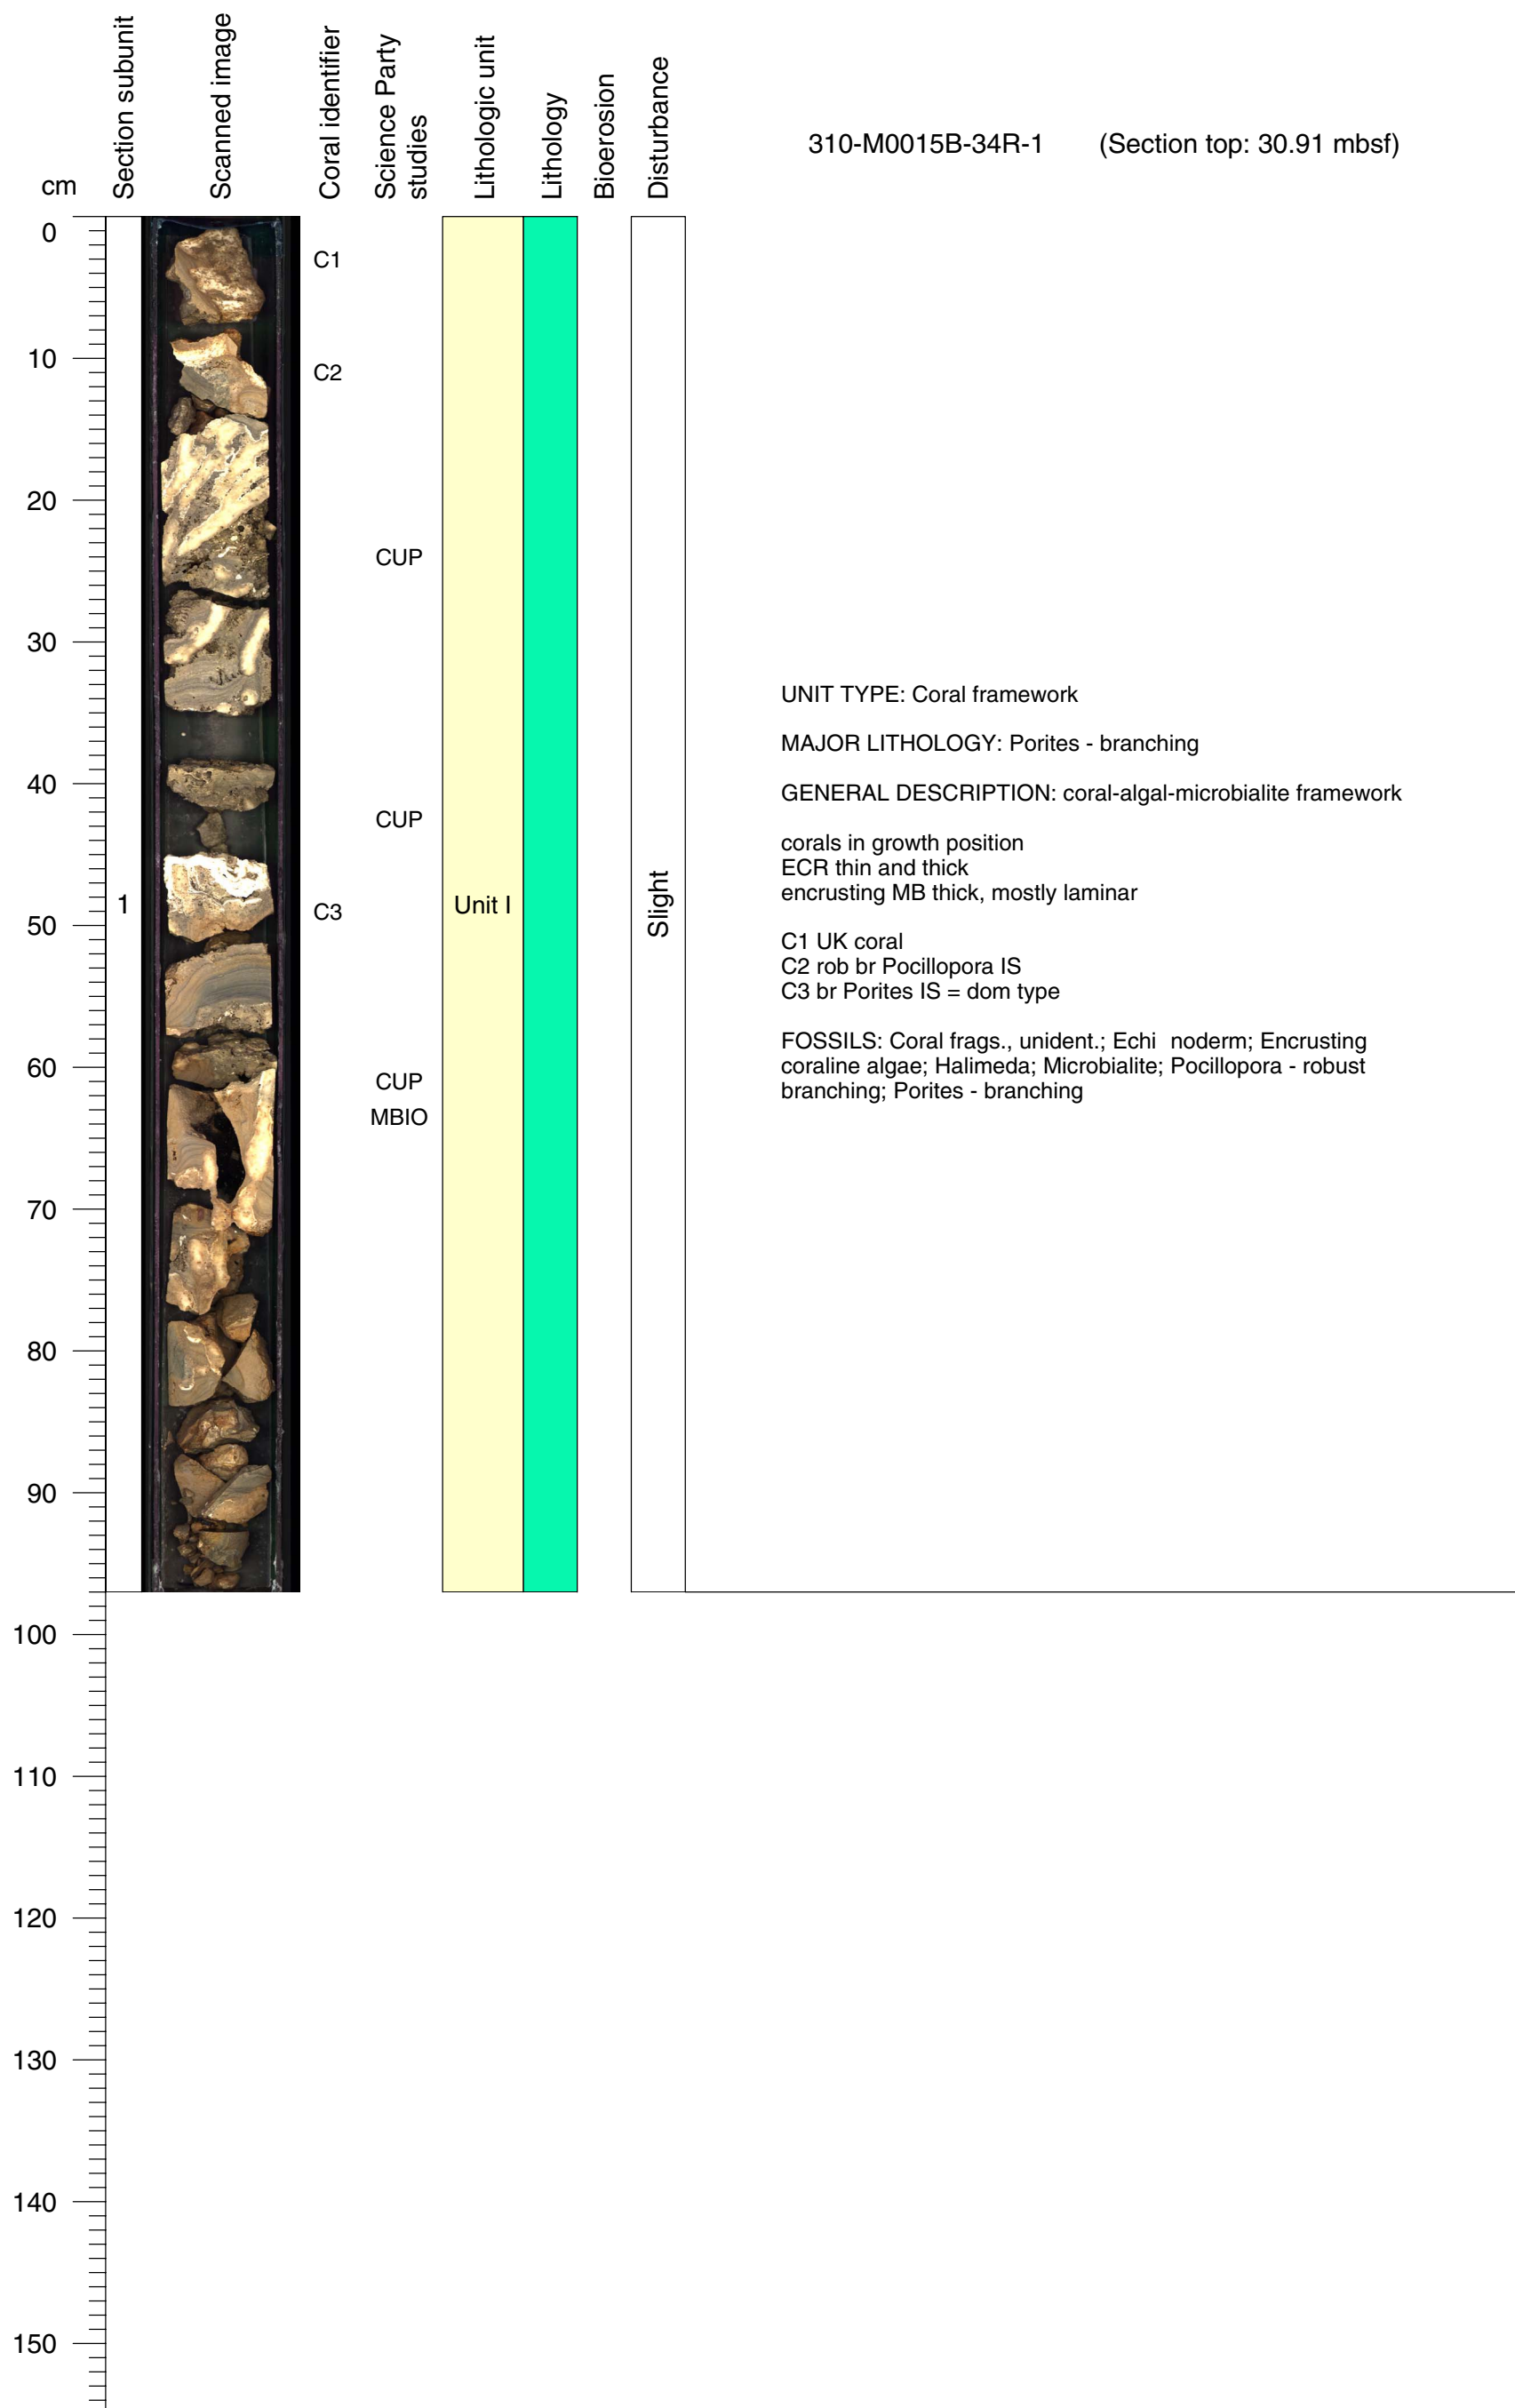 Section subunit
Scanned image
Coral identifier
Science Party
studies
Lithologic unit
Lithology
Bioerosion
Disturbance
310-M0015B-34R-1 (Section top: 30.91 mbsf)
cm
0
C1
10
C2
20
CUP
30
UNIT TYPE: Coral framework
MAJOR LITHOLOGY: Porites - branching
40
GENERAL DESCRIPTION: coral-algal-microbialite framework
CUP
corals in growth position
ECR thin and thick
encrusting MB thick, mostly laminar
1
C3
Unit I
Slight
50
C1 UK coral
C2 rob br Pocillopora IS
C3 br Porites IS = dom type
FOSSILS: Coral frags., unident.; Echi noderm; Encrusting
coraline algae; Halimeda; Microbialite; Pocillopora - robust
branching; Porites - branching
60
CUP
MBIO
70
80
90
100
110
120
130
140
150